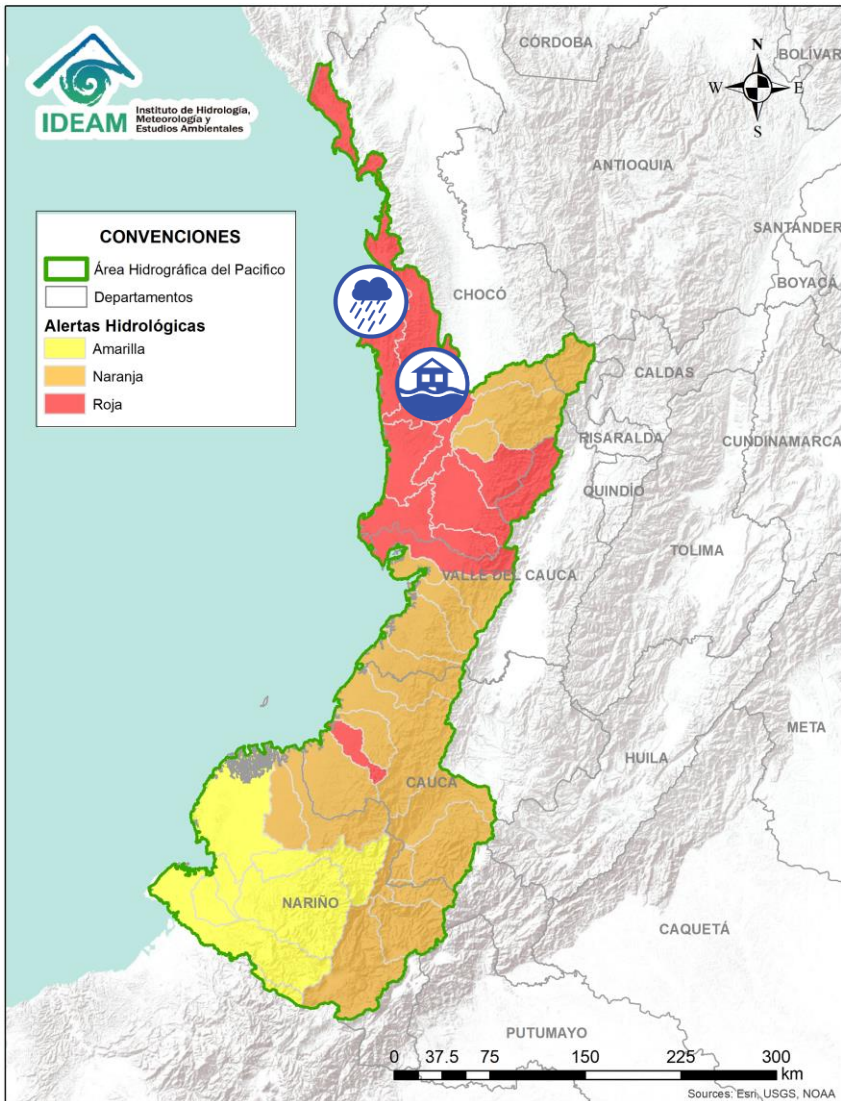 IDEAM
Instituto de Hidrología,
Meteorología y
Estudios Ambientales
CÓRDOBA
BOLÍVAR
N
W E
S
ANTIOQUIA
SANTANDER
CONVENCIONES
Área Hidrográfica del Pacifico
Departamentos
Alertas Hidrológicas
Amarilla
Naranja
Roja
BOYACÁ
CHOCÓ
CALDAS
RISARALDA
CUNDINAMARCA
QUINDÍO
TOLIMA
VALLE DEL CAUCA
META
HUILA
CAUCA
NARIÑO
CAQUETÁ
PUTUMAYO
0 37.5 75 150 225 300
km
Sources: Esri, USGS, NOAA